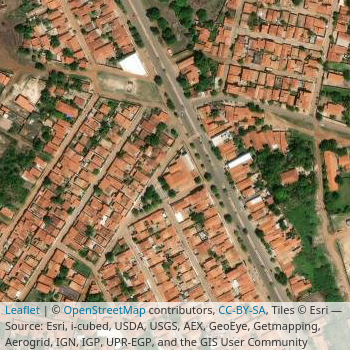 Leaflet | © OpenStreetMap contributors, CC-BY-SA, Tiles © Esri —
Source: Esri, i-cubed, USDA, USGS, AEX, GeoEye, Getmapping,
Aerogrid, IGN, IGP, UPR-EGP, and the GIS User Community